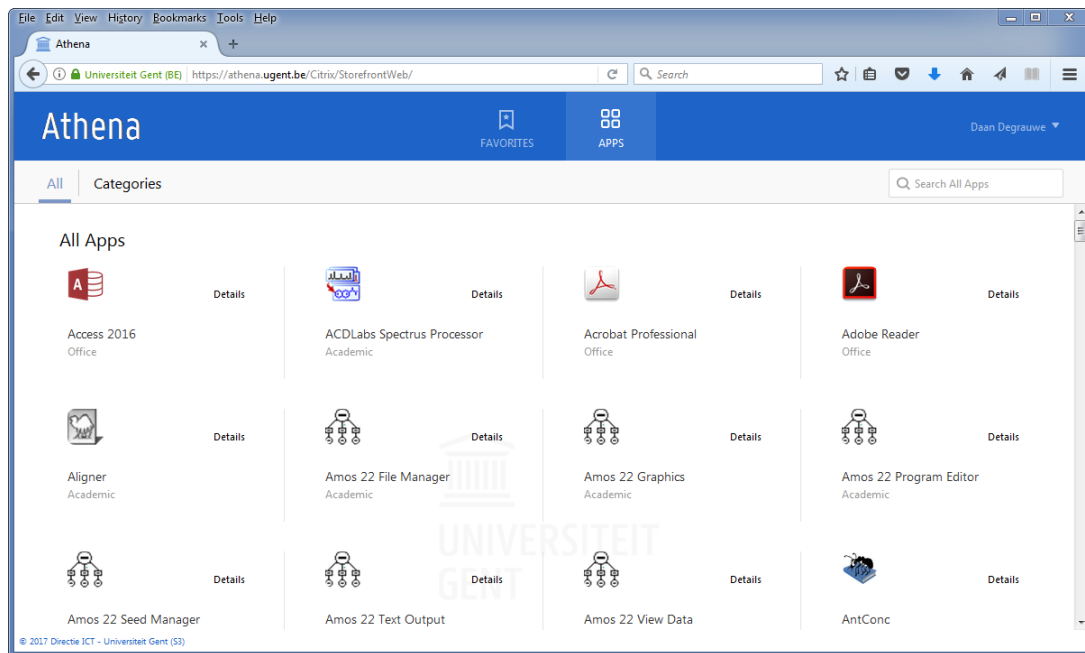 File Edit View History Bookmarks Tools Help
Athena
Universiteit Gent (BE) https://athena.ugent.be/Citrix/StorefrontWeb/ Search
Athena FAVORITES APPS Daan Degrauwe
All Categories Search All Apps
All Apps
Details Details Details Details
Access 2016 ACDLabs Spectrus Processor Acrobat Professional Adobe Reader
Office Academic Office Office
Details Details Details Details
Aligner Amos 22 File Manager Amos 22 Graphics Amos 22 Program Editor
Academic Academic Academic Academic
UNIVERSITEIT
GENT
Details Details Details Details
Amos 22 Seed Manager Amos 22 Text Output Amos 22 View Data AntConc
© 2017 Directie ICT - Universiteit Gent (S3)